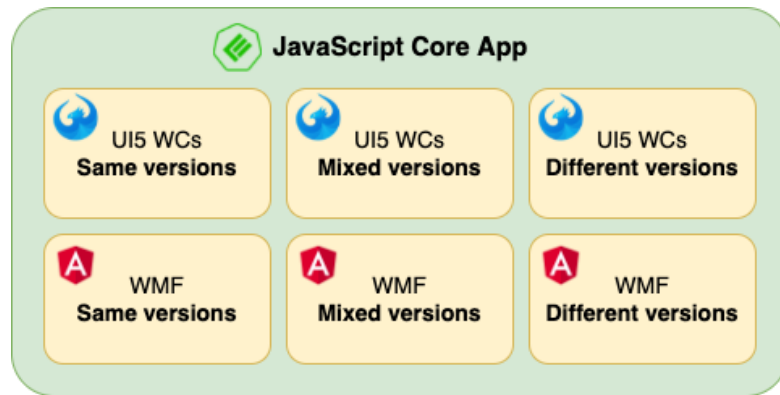 JavaScript Core App
UI5 WCs
Same versions
UI5 WCs
Mixed versions
UI5 WCs
Different versions
WMF
Same versions
WMF
Mixed versions
WMF
Different versions